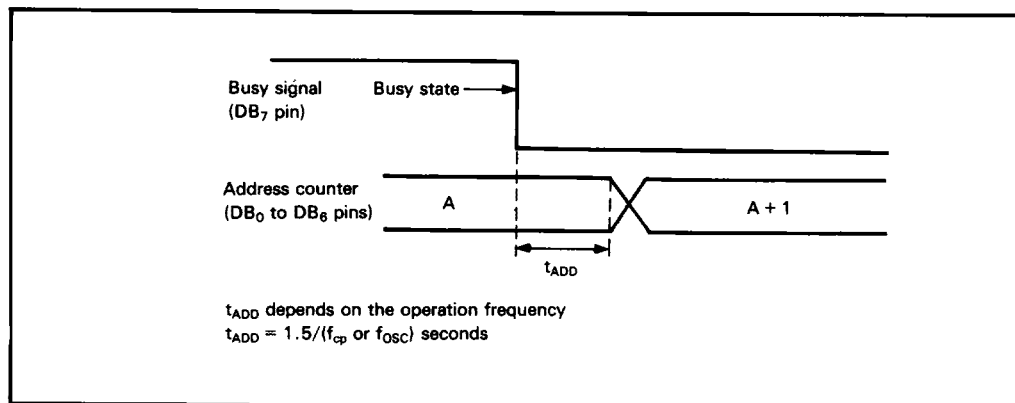 Busy signal
(DB₇ pin)
Busy state
Address counter
(DB₀ to DB₆ pins)
A
A + 1
tADD
tADD depends on the operation frequency
tADD = 1.5/(fcp or fOSC) seconds